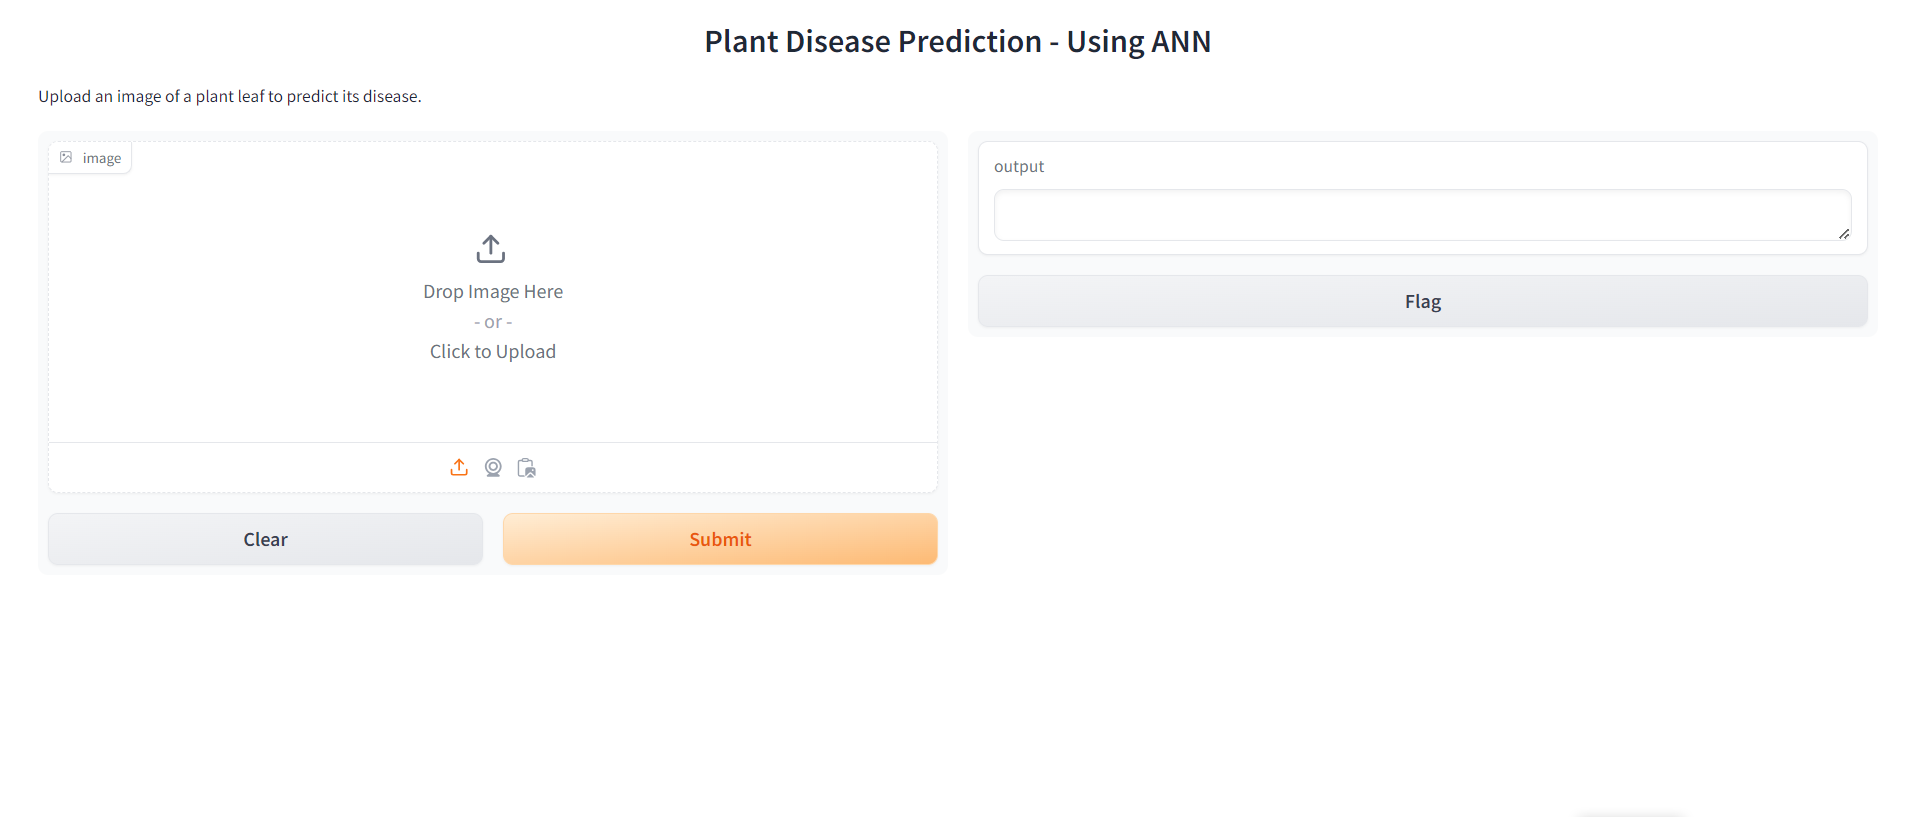 Plant Disease Prediction - Using ANN
Upload an image of a plant leaf to predict its disease.
image
Drop Image Here
- or -
Click to Upload
Clear
Submit
output
Flag